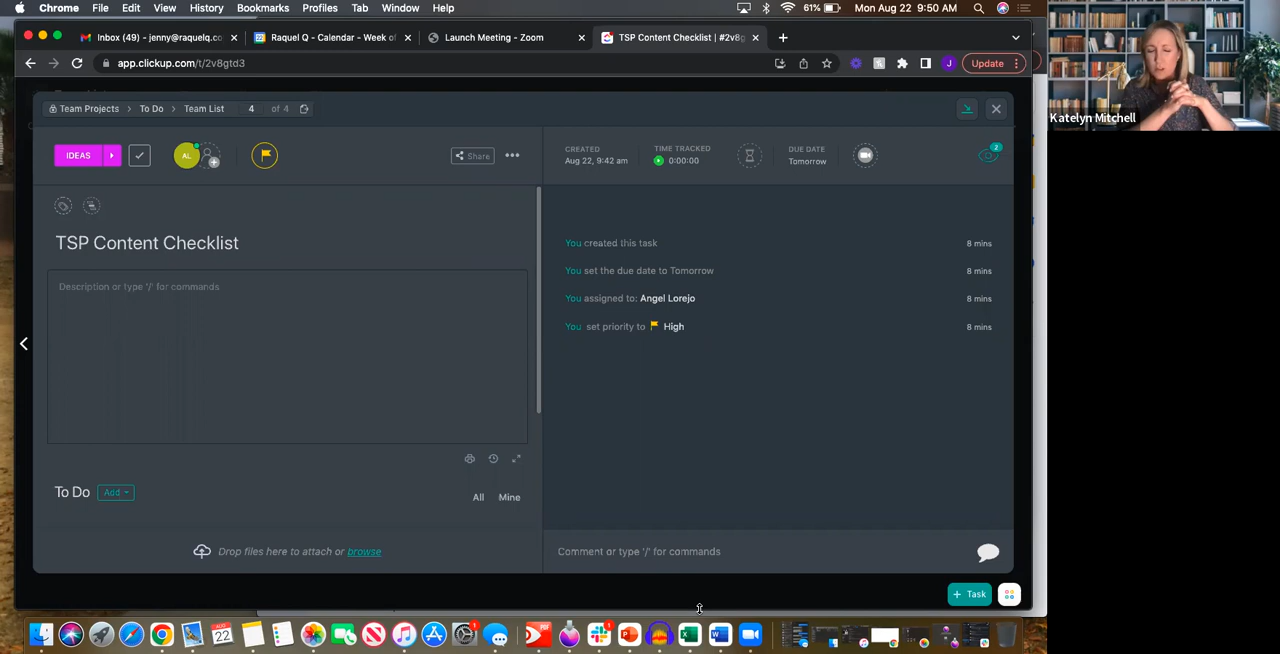 Chrome File Edit View History Bookmarks Profiles Tab Window Help 61% Mon Aug 22 9:50 AM
Inbox (49) - jenny@raquelq.co Raquel Q - Calendar - Week of Launch Meeting - Zoom TSP Content Checklist | #2v8g
app.clickup.com/t/2v8gtd3 J Update
Katelyn Mitchell
Team Projects To Do Team List 4 of 4
IDEAS AL Share
CREATED TIME TRACKED DUE DATE 2
Aug 22, 9:42 am 0:00:00 Tomorrow
TSP Content Checklist
Description or type '/' for commands
You created this task 8 mins
You set the due date to Tomorrow 8 mins
You assigned to: Angel Lorejo 8 mins
You set priority to High 8 mins
To Do Add All Mine
Drop files here to attach or browse
Comment or type '/' for commands
+ Task
AUG 22 1 PDF 1 P X W